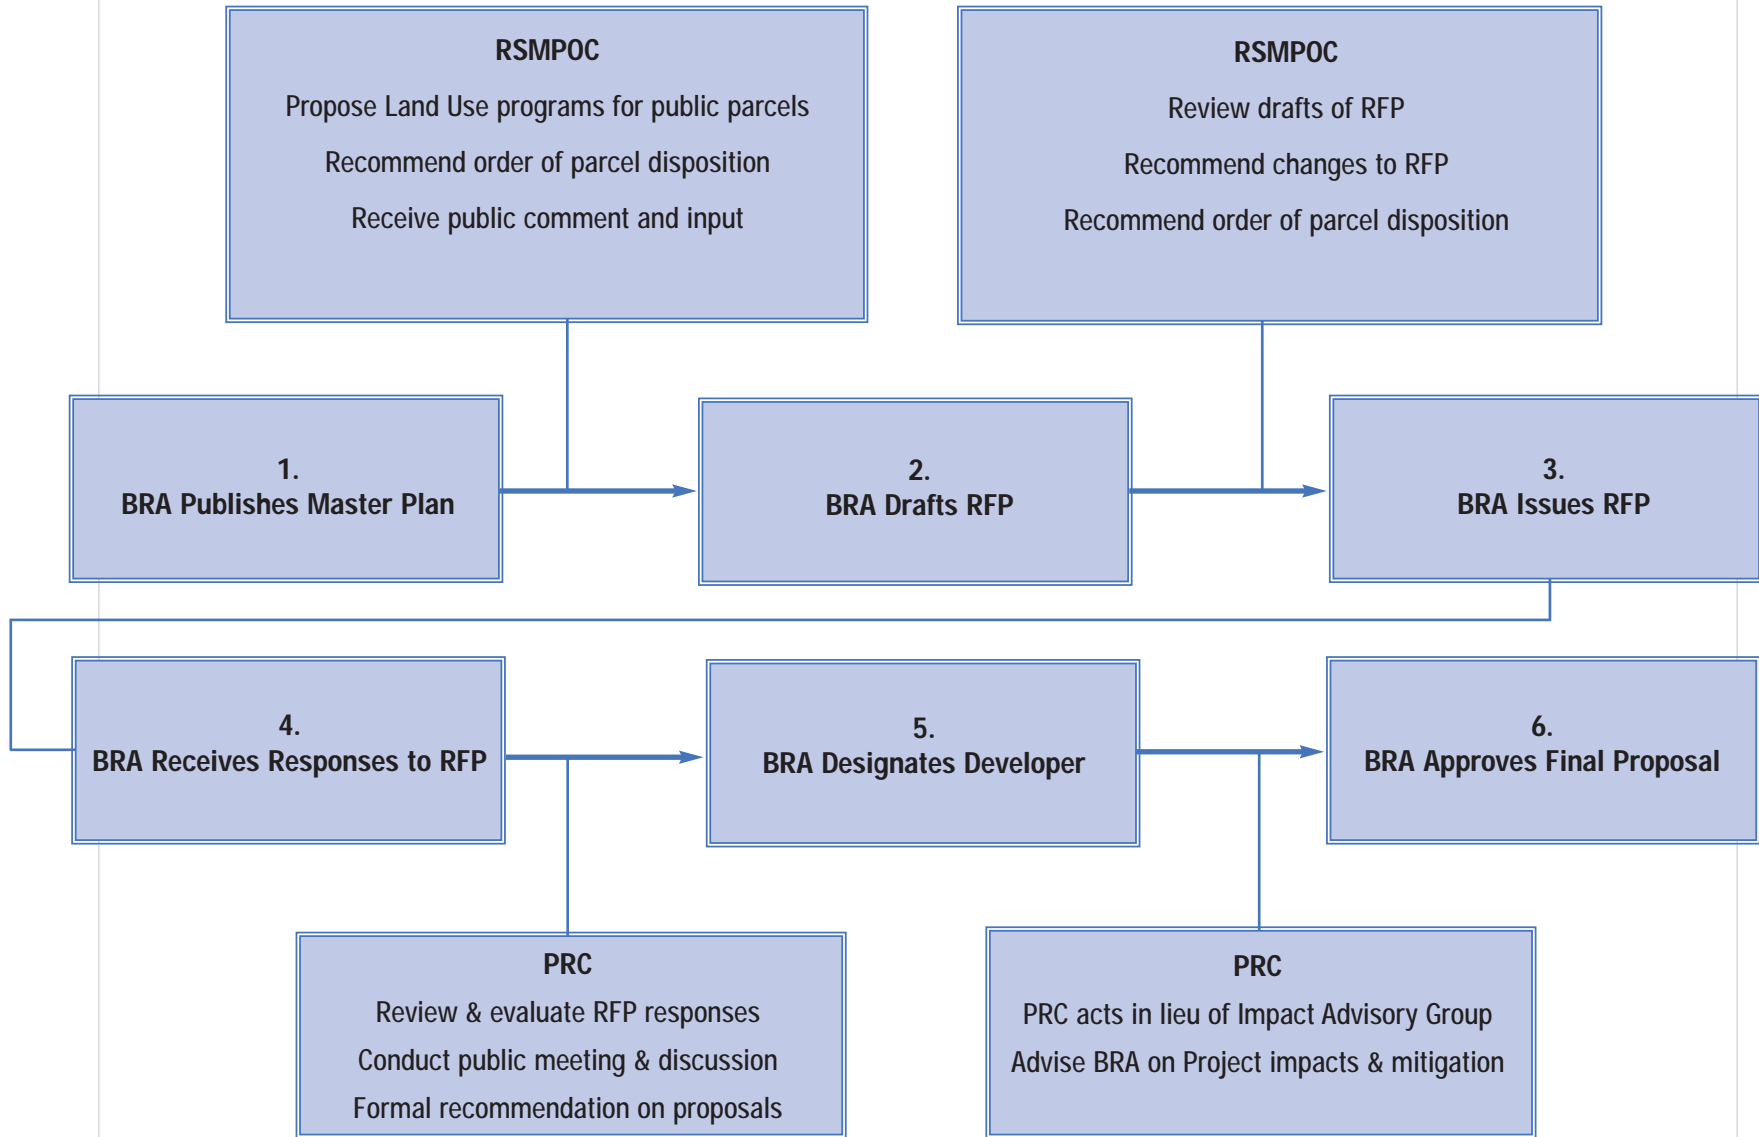 RSMPOC
Propose Land Use programs for public parcels
Recommend order of parcel disposition
Receive public comment and input
RSMPOC
Review drafts of RFP
Recommend changes to RFP
Recommend order of parcel disposition
1.
BRA Publishes Master Plan
2.
BRA Drafts RFP
3.
BRA Issues RFP
4.
BRA Receives Responses to RFP
5.
BRA Designates Developer
6.
BRA Approves Final Proposal
PRC
Review & evaluate RFP responses
Conduct public meeting & discussion
Formal recommendation on proposals
PRC
PRC acts in lieu of Impact Advisory Group
Advise BRA on Project impacts & mitigation